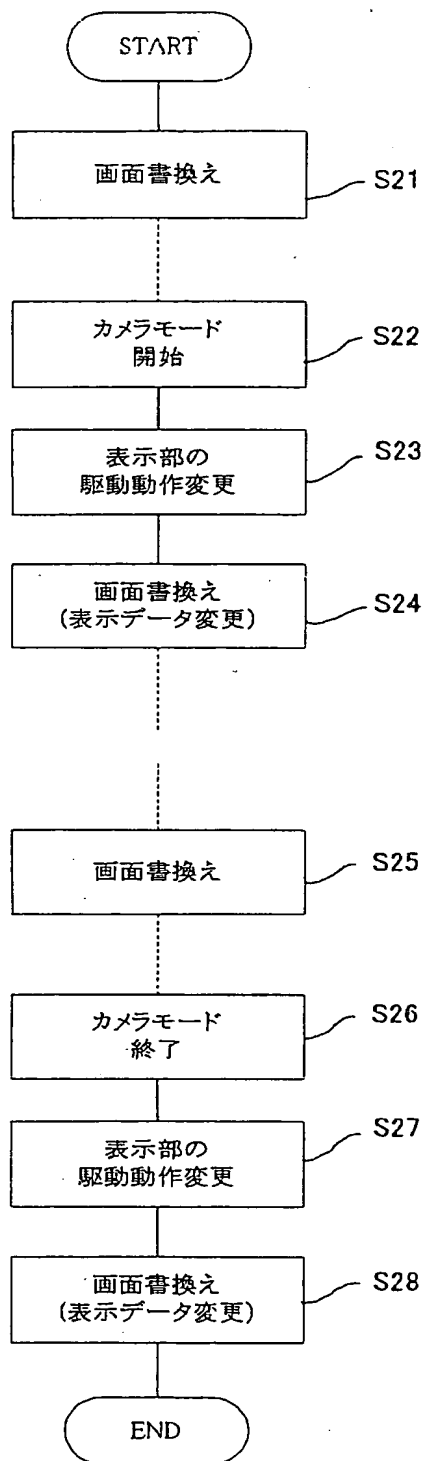 START
画面書換え
S21
カメラモード
開始
S22
表示部の
駆動動作変更
S23
画面書換え
(表示データ変更)
S24
画面書換え
S25
カメラモード
終了
S26
表示部の
駆動動作変更
S27
画面書換え
(表示データ変更)
S28
END